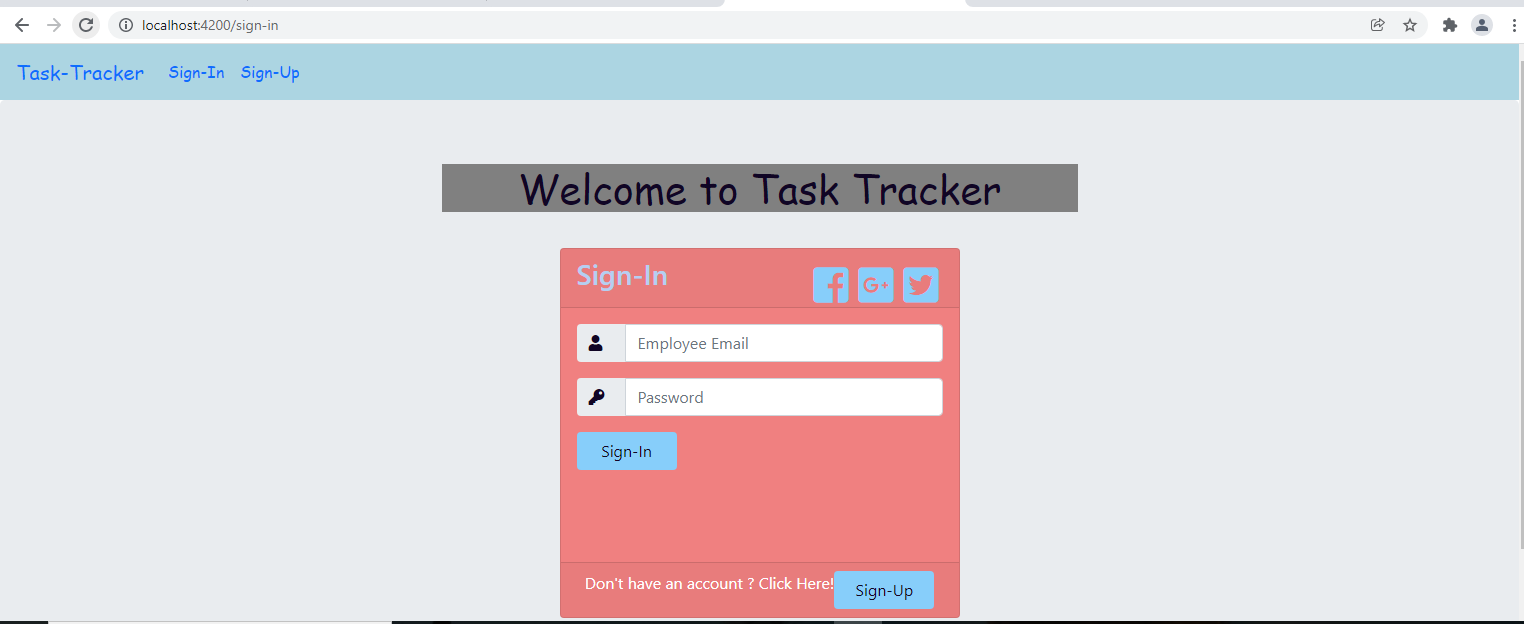 localhost:4200/sign-in
Task-Tracker Sign-In Sign-Up
Welcome to Task Tracker
Sign-In
G+
Employee Email
Password
Sign-In
Don't have an account ? Click Here! Sign-Up